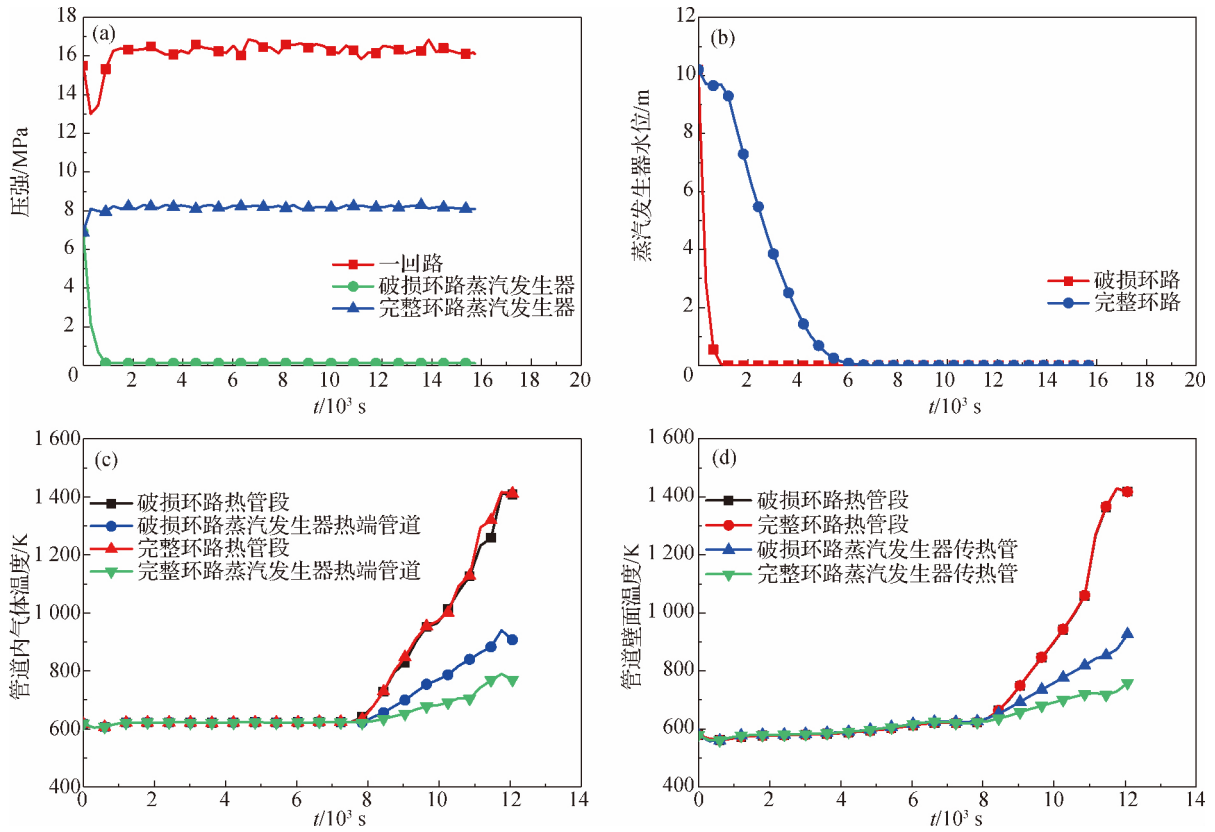 (a)
压强/MPa
18
16
14
12
10
8
6
4
2
0
一回路
破损环路蒸汽发生器
完整环路蒸汽发生器
0 2 4 6 8 10 12 14 16 18 20
t/10³ s
(b)
蒸汽发生器水位/m
12
10
8
6
4
2
0
破损环路
完整环路
0 2 4 6 8 10 12 14 16 18 20
t/10³ s
(c)
管道内气体温度/K
1 600
1 400
1 200
1 000
800
600
400
破损环路热管段
破损环路蒸汽发生器热端管道
完整环路热管段
完整环路蒸汽发生器热端管道
0 2 4 6 8 10 12 14
t/10³ s
(d)
管道壁面温度/K
1 600
1 400
1 200
1 000
800
600
400
破损环路热管段
完整环路热管段
破损环路蒸汽发生器传热管
完整环路蒸汽发生器传热管
0 2 4 6 8 10 12 14
t/10³ s